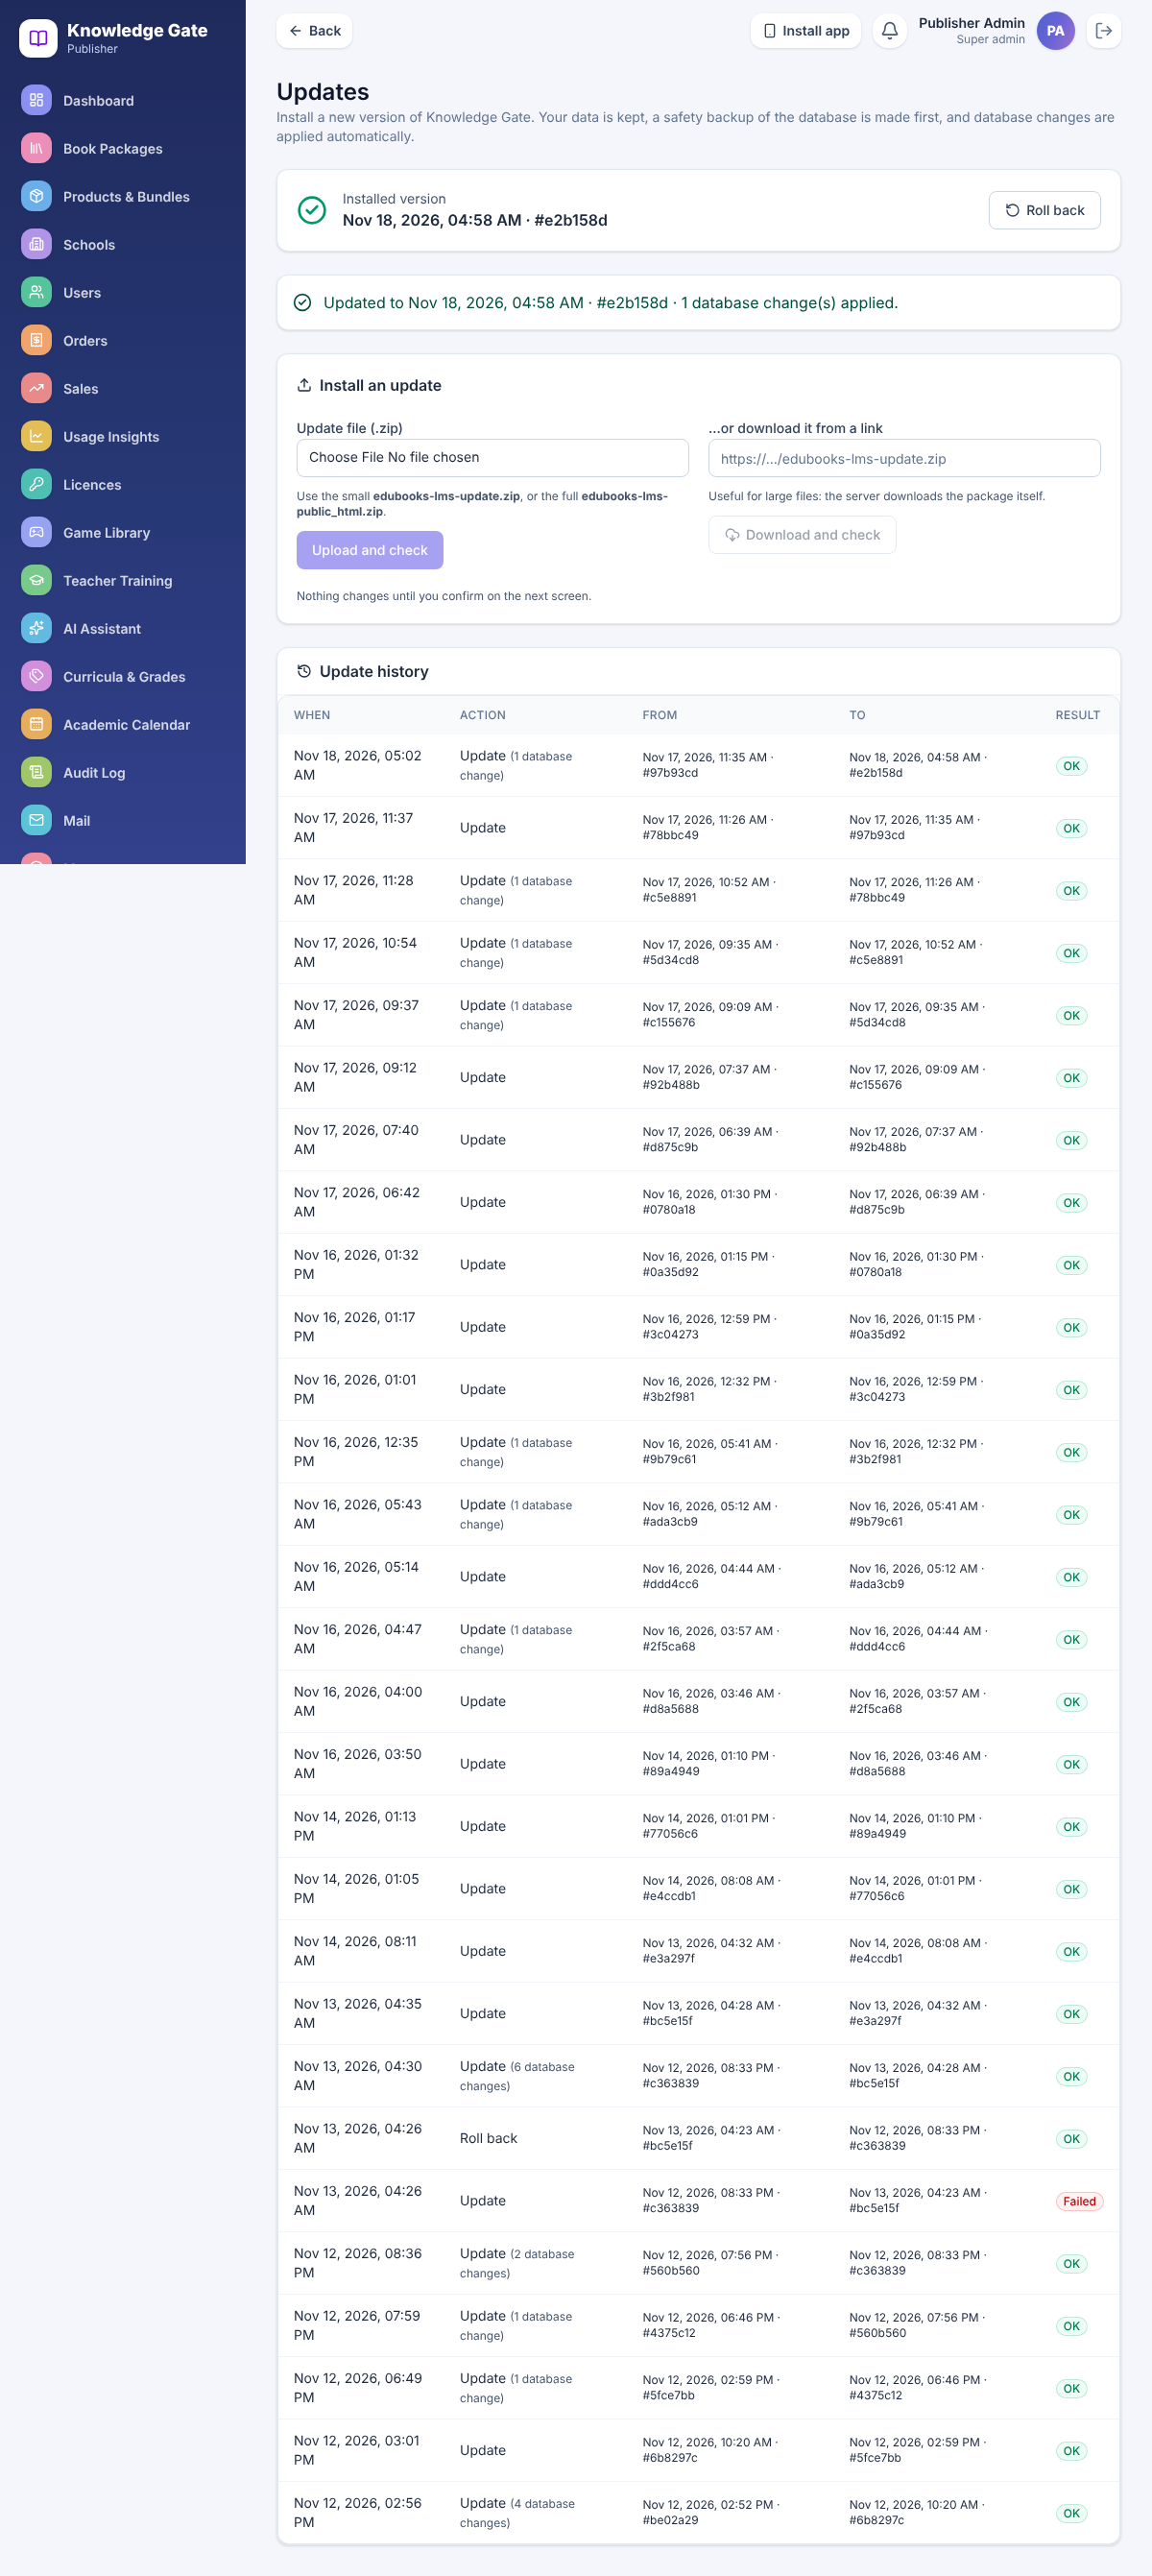 Knowledge Gate
Publisher
Dashboard
Book Packages
Products & Bundles
Schools
Users
Orders
Sales
Usage Insights
Licences
Game Library
Teacher Training
AI Assistant
Curricula & Grades
Academic Calendar
Audit Log
Mail
Back
Install app
Publisher Admin
Super admin
PA
Updates
Install a new version of Knowledge Gate. Your data is kept, a safety backup of the database is made first, and database changes are
applied automatically.
Installed version
Nov 18, 2026, 04:58 AM · #e2b158d
Roll back
Updated to Nov 18, 2026, 04:58 AM · #e2b158d · 1 database change(s) applied.
Install an update
Update file (.zip)
Choose File No file chosen
Use the small edubooks-lms-update.zip, or the full edubooks-lms-
public_html.zip.
Upload and check
...or download it from a link
https://.../edubooks-lms-update.zip
Useful for large files: the server downloads the package itself.
Download and check
Nothing changes until you confirm on the next screen.
Update history
WHEN ACTION FROM TO RESULT
Nov 18, 2026, 05:02 Update (1 database Nov 17, 2026, 11:35 AM · Nov 18, 2026, 04:58 AM · OK
AM change) #97b93cd #e2b158d
Nov 17, 2026, 11:37 Update Nov 17, 2026, 11:26 AM · Nov 17, 2026, 11:35 AM · OK
AM #78bbc49 #97b93cd
Nov 17, 2026, 11:28 Update (1 database Nov 17, 2026, 10:52 AM · Nov 17, 2026, 11:26 AM · OK
AM change) #c5e8891 #78bbc49
Nov 17, 2026, 10:54 Update (1 database Nov 17, 2026, 09:35 AM · Nov 17, 2026, 10:52 AM · OK
AM change) #5d34cd8 #c5e8891
Nov 17, 2026, 09:37 Update (1 database Nov 17, 2026, 09:09 AM · Nov 17, 2026, 09:35 AM · OK
AM change) #c155676 #5d34cd8
Nov 17, 2026, 09:12 Update Nov 17, 2026, 07:37 AM · Nov 17, 2026, 09:09 AM · OK
AM #92b488b #c155676
Nov 17, 2026, 07:40 Update Nov 17, 2026, 06:39 AM · Nov 17, 2026, 07:37 AM · OK
AM #d875c9b #92b488b
Nov 17, 2026, 06:42 Update Nov 16, 2026, 01:30 PM · Nov 17, 2026, 06:39 AM · OK
AM #0780a18 #d875c9b
Nov 16, 2026, 01:32 Update Nov 16, 2026, 01:15 PM · Nov 16, 2026, 01:30 PM · OK
PM #0a35d92 #0780a18
Nov 16, 2026, 01:17 Update Nov 16, 2026, 12:59 PM · Nov 16, 2026, 01:15 PM · OK
PM #3c04273 #0a35d92
Nov 16, 2026, 01:01 Update Nov 16, 2026, 12:32 PM · Nov 16, 2026, 12:59 PM · OK
PM #3b2f981 #3c04273
Nov 16, 2026, 12:35 Update (1 database Nov 16, 2026, 05:41 AM · Nov 16, 2026, 12:32 PM · OK
PM change) #9b79c61 #3b2f981
Nov 16, 2026, 05:43 Update (1 database Nov 16, 2026, 05:12 AM · Nov 16, 2026, 05:41 AM · OK
AM change) #ada3cb9 #9b79c61
Nov 16, 2026, 05:14 Update Nov 16, 2026, 04:44 AM · Nov 16, 2026, 05:12 AM · OK
AM #ddd4cc6 #ada3cb9
Nov 16, 2026, 04:47 Update (1 database Nov 16, 2026, 03:57 AM · Nov 16, 2026, 04:44 AM · OK
AM change) #2f5ca68 #ddd4cc6
Nov 16, 2026, 04:00 Update Nov 16, 2026, 03:46 AM · Nov 16, 2026, 03:57 AM · OK
AM #d8a5688 #2f5ca68
Nov 16, 2026, 03:50 Update Nov 14, 2026, 01:10 PM · Nov 16, 2026, 03:46 AM · OK
AM #89a4949 #d8a5688
Nov 14, 2026, 01:13 Update Nov 14, 2026, 01:01 PM · Nov 14, 2026, 01:10 PM · OK
PM #77056c6 #89a4949
Nov 14, 2026, 01:05 Update Nov 14, 2026, 08:08 AM · Nov 14, 2026, 01:01 PM · OK
PM #e4ccdb1 #77056c6
Nov 14, 2026, 08:11 Update Nov 13, 2026, 04:32 AM · Nov 14, 2026, 08:08 AM · OK
AM #e3a297f #e4ccdb1
Nov 13, 2026, 04:35 Update Nov 13, 2026, 04:28 AM · Nov 13, 2026, 04:32 AM · OK
AM #bc5e15f #e3a297f
Nov 13, 2026, 04:30 Update (6 database Nov 12, 2026, 08:33 PM · Nov 13, 2026, 04:28 AM · OK
AM changes) #c363839 #bc5e15f
Nov 13, 2026, 04:26 Roll back Nov 13, 2026, 04:23 AM · Nov 12, 2026, 08:33 PM · OK
AM #bc5e15f #c363839
Nov 13, 2026, 04:26 Update Nov 12, 2026, 08:33 PM · Nov 13, 2026, 04:23 AM · Failed
AM #c363839 #bc5e15f
Nov 12, 2026, 08:36 Update (2 database Nov 12, 2026, 07:56 PM · Nov 12, 2026, 08:33 PM · OK
PM changes) #560b560 #c363839
Nov 12, 2026, 07:59 Update (1 database Nov 12, 2026, 06:46 PM · Nov 12, 2026, 07:56 PM · OK
PM change) #4375c12 #560b560
Nov 12, 2026, 06:49 Update (1 database Nov 12, 2026, 02:59 PM · Nov 12, 2026, 06:46 PM · OK
PM change) #5fce7bb #4375c12
Nov 12, 2026, 03:01 Update Nov 12, 2026, 10:20 AM · Nov 12, 2026, 02:59 PM · OK
PM #6b8297c #5fce7bb
Nov 12, 2026, 02:56 Update (4 database Nov 12, 2026, 02:52 PM · Nov 12, 2026, 10:20 AM · OK
PM changes) #be02a29 #6b8297c